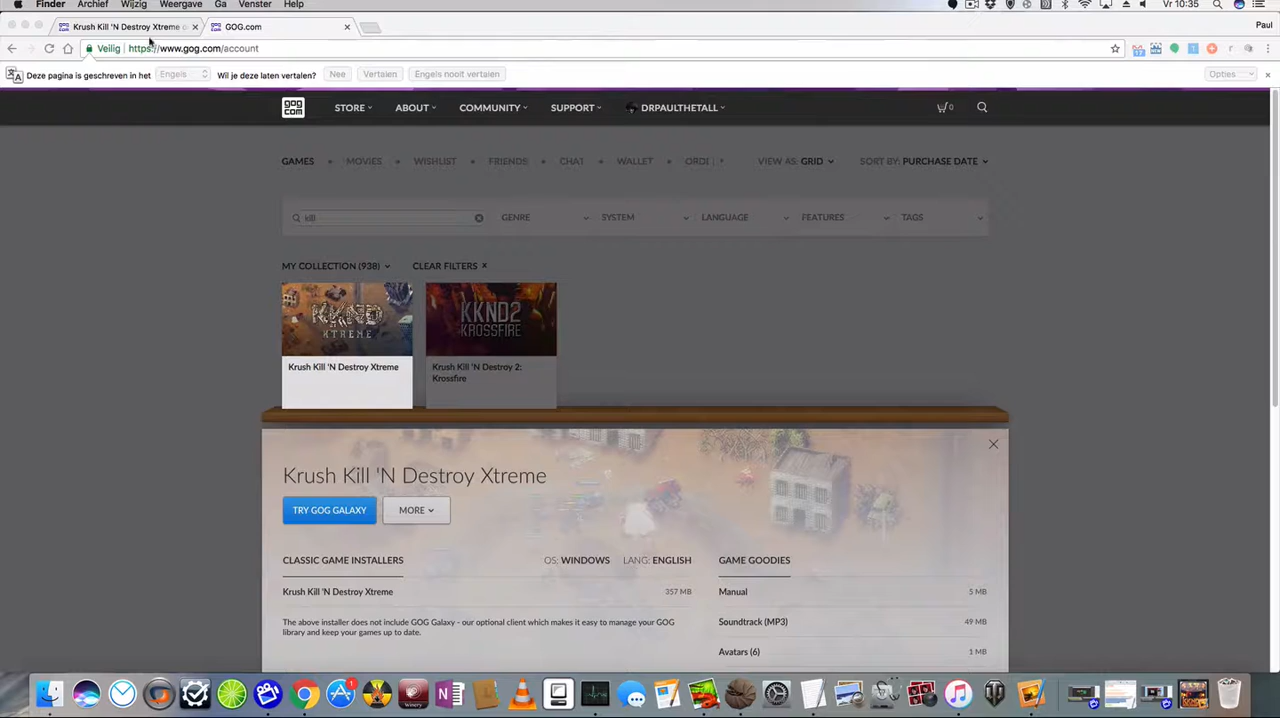 Finder Archief Wijzig Weergave Ga Venster Help Vr 10:35
Krush Kill 'N Destroy Xtreme GOG.com Paul
Veilig https://www.gog.com/account
Deze pagina is geschreven in het Engels Wil je deze laten vertalen? Nee Vertalen Engels nooit vertalen Opties
gog com STORE ABOUT COMMUNITY SUPPORT DRPAULTHETALL 0
GAMES MOVIES WISHLIST FRIENDS CHAT WALLET ORD VIEW AS: GRID SORT BY: PURCHASE DATE
kill GENRE SYSTEM LANGUAGE FEATURES TAGS
MY COLLECTION (938) CLEAR FILTERS
KKND XTREME KKND2 KROSSFIRE
Krush Kill 'N Destroy Xtreme Krush Kill 'N Destroy 2:
Krossfire
Krush Kill 'N Destroy Xtreme
TRY GOG GALAXY MORE
CLASSIC GAME INSTALLERS OS: WINDOWS LANG: ENGLISH GAME GOODIES
Krush Kill 'N Destroy Xtreme 357 MB Manual 5 MB
The above installer does not include GOG Galaxy - our optional client which makes it easy to manage your GOG Soundtrack (MP3) 49 MB
library and keep your games up to date.
Avatars (6) 1 MB